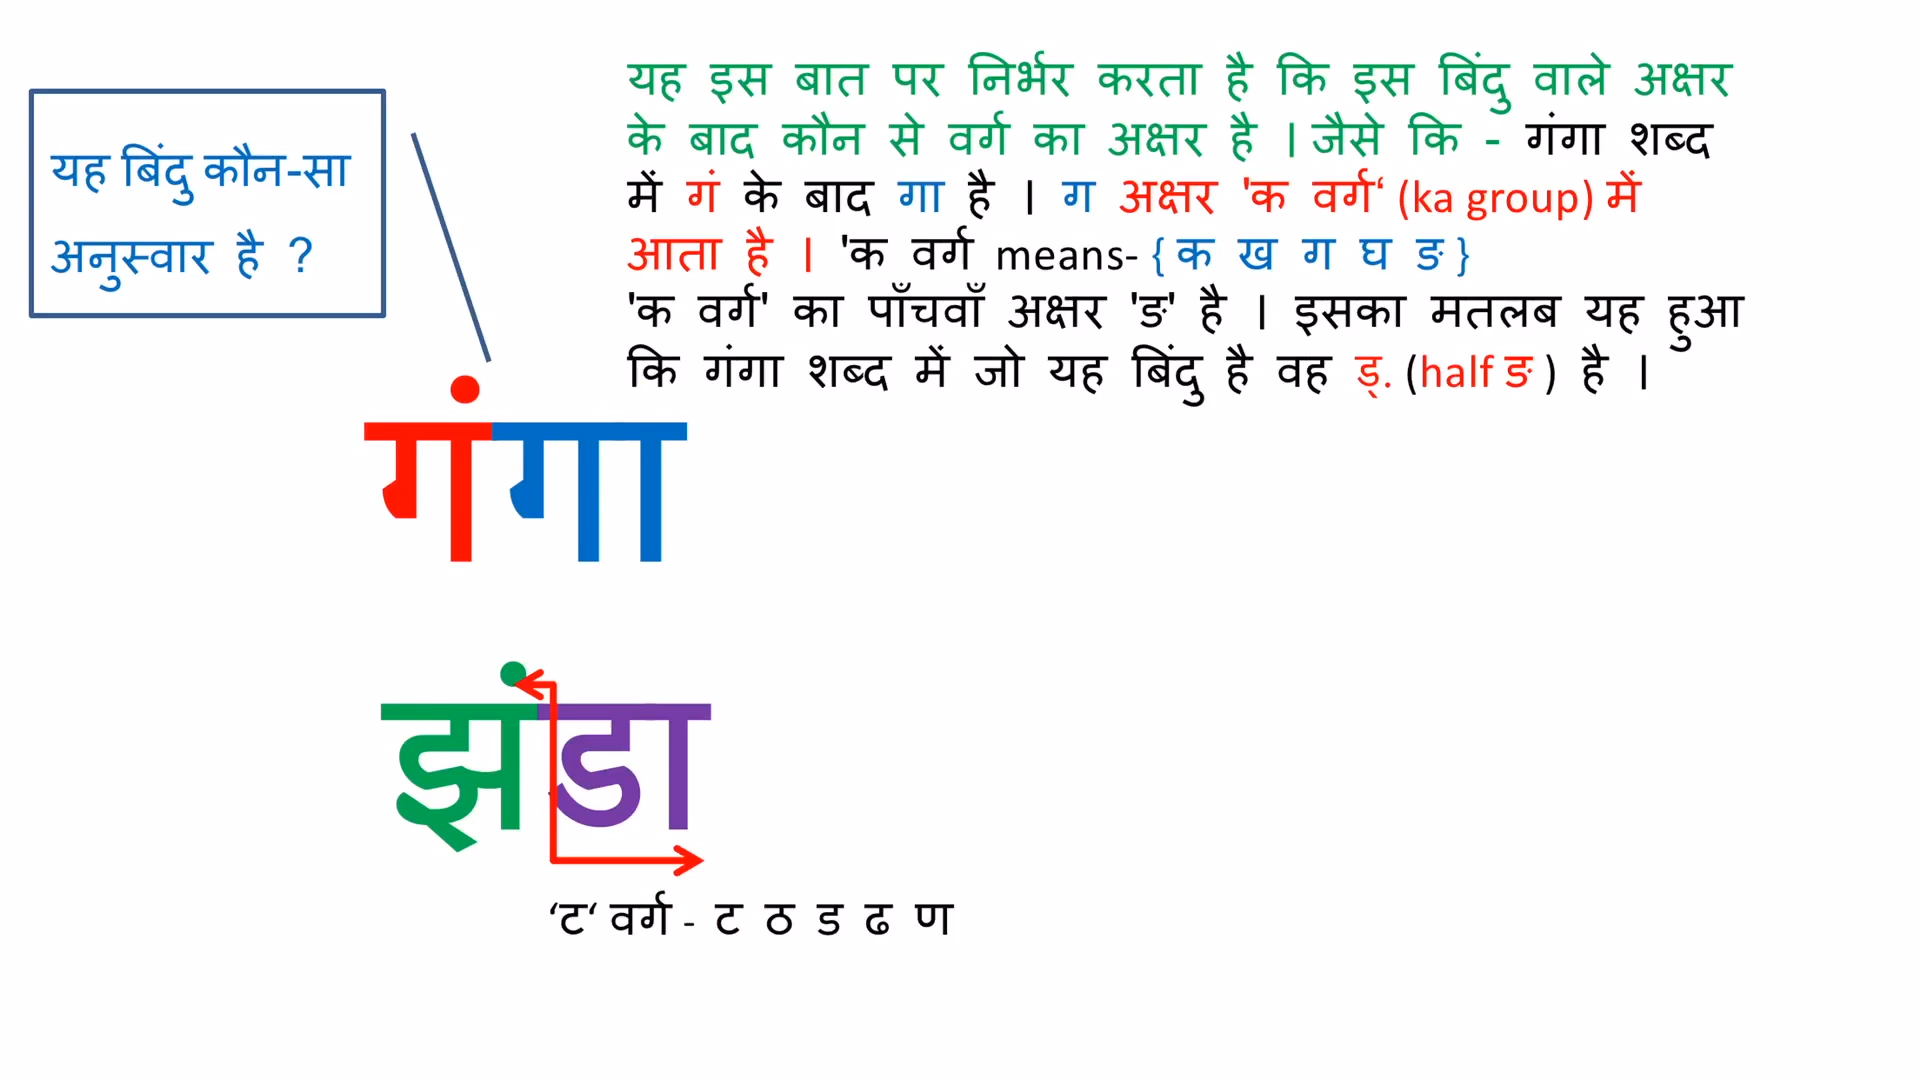 यह बिंदु कौन-सा
अनुस्वार है ?
यह इस बात पर निर्भर करता है कि इस बिंदु वाले अक्षर
के बाद कौन से वर्ग का अक्षर है । जैसे कि - गंगा शब्द
में गं के बाद गा है । ग अक्षर 'क वर्ग‘ (ka group) में
आता है । 'क वर्ग means- { क ख ग घ ङ }
'क वर्ग' का पाँचवाँ अक्षर 'ङ' है । इसका मतलब यह हुआ
कि गंगा शब्द में जो यह बिंदु है वह ड्. (half ङ ) है ।
गंगा
झंडा
‘ट‘ वर्ग - ट ठ ड ढ ण